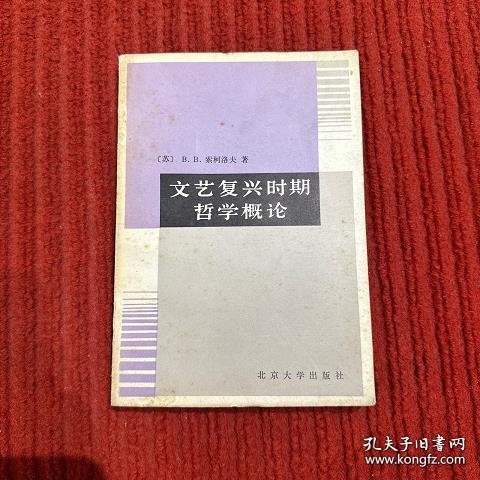 〔苏〕 B.B.索柯洛夫 著
文艺复兴时期
哲学概论
北京大学出版社
孔夫子旧书网
www.kongfz.com